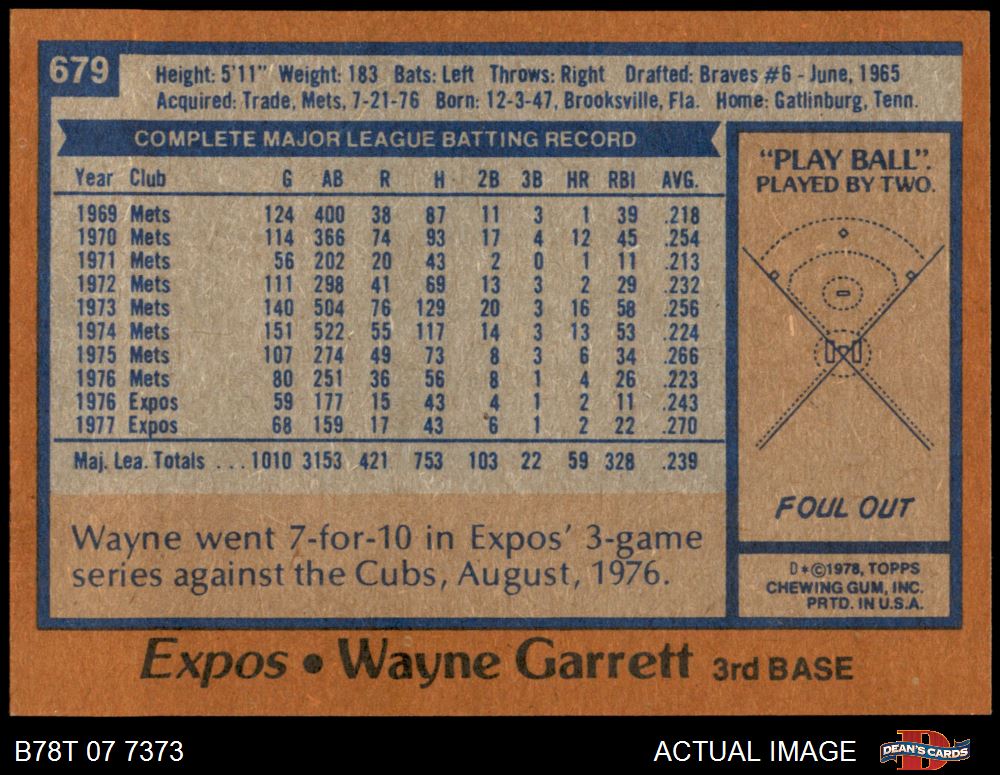 679
Height: 5'11" Weight: 183 Bats: Left Throws: Right Drafted: Braves #6 - June, 1965
Acquired: Trade, Mets, 7-21-76 Born: 12-3-47, Brooksville, Fla. Home: Gatlinburg, Tenn.
COMPLETE MAJOR LEAGUE BATTING RECORD
Year Club G AB R H 2B 3B HR RBI AVG.
1969 Mets 124 400 38 87 11 3 1 39 .218
1970 Mets 114 366 74 93 17 4 12 45 .254
1971 Mets 56 202 20 43 2 0 1 11 .213
1972 Mets 111 298 41 69 13 3 2 29 .232
1973 Mets 140 504 76 129 20 3 16 58 .256
1974 Mets 151 522 55 117 14 3 13 53 .224
1975 Mets 107 274 49 73 8 3 6 34 .266
1976 Mets 80 251 36 56 8 1 4 26 .223
1976 Expos 59 177 15 43 4 1 2 11 .243
1977 Expos 68 159 17 43 6 1 2 22 .270
Maj. Lea. Totals ... 1010 3153 421 753 103 22 59 328 .239
Wayne went 7-for-10 in Expos' 3-game
series against the Cubs, August, 1976.
"PLAY BALL".
PLAYED BY TWO.
FOUL OUT
D*©1978, TOPPS
CHEWING GUM, INC.
PRTD. IN U.S.A.
Expos • Wayne Garrett 3rd BASE
B78T 07 7373
ACTUAL IMAGE
D
DEAN'S CARDS